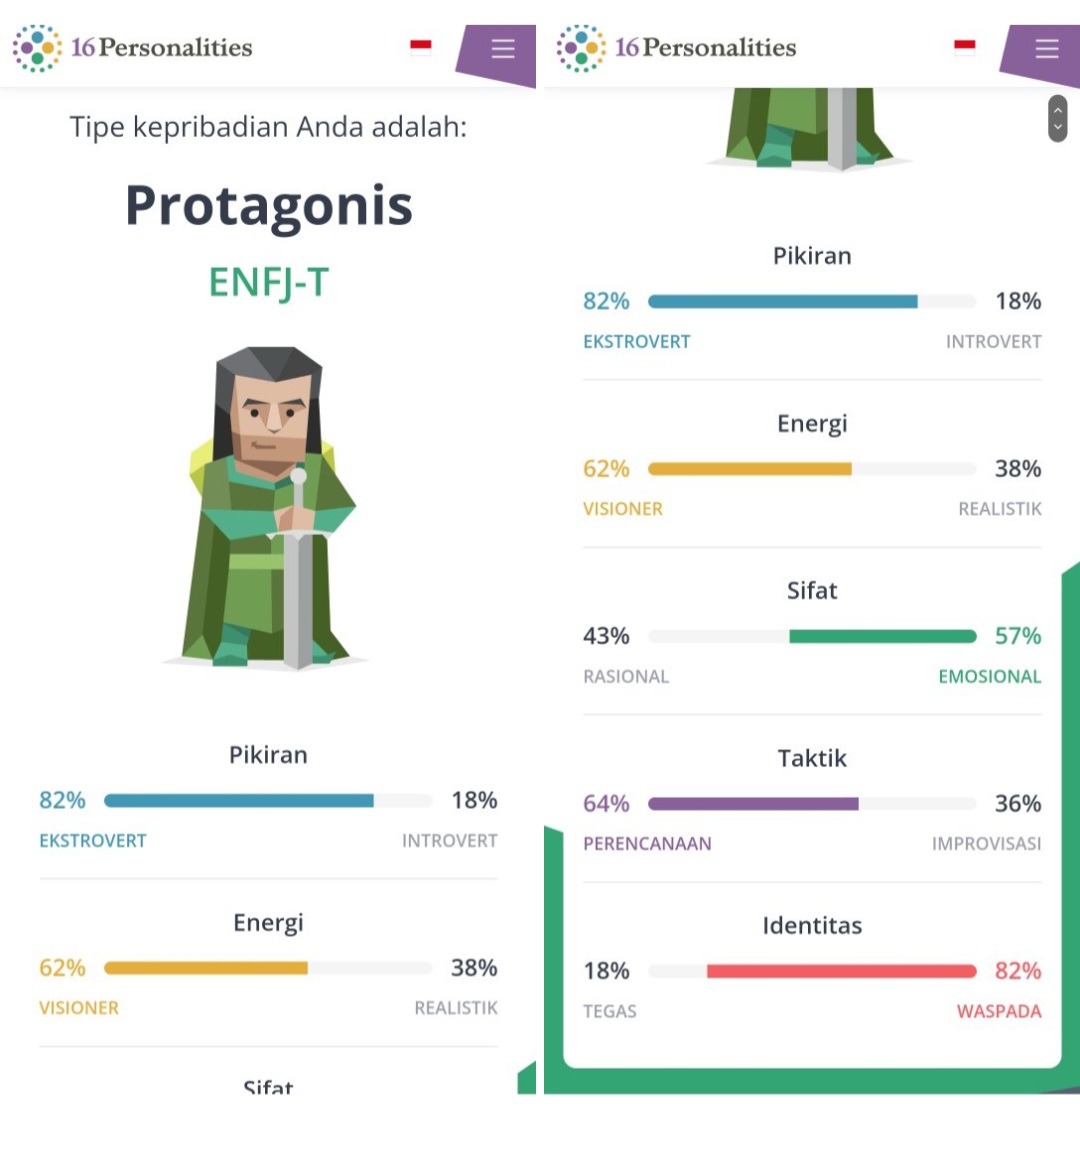 16Personalities
Tipe kepribadian Anda adalah:
Protagonis
ENFJ-T
Pikiran
82% 18%
EKSTROVERT INTROVERT
Energi
62% 38%
VISIONER REALISTIK
Sifat
16Personalities
Pikiran
82% 18%
EKSTROVERT INTROVERT
Energi
62% 38%
VISIONER REALISTIK
Sifat
43% 57%
RASIONAL EMOSIONAL
Taktik
64% 36%
PERENCANAAN IMPROVISASI
Identitas
18% 82%
TEGAS WASPADA